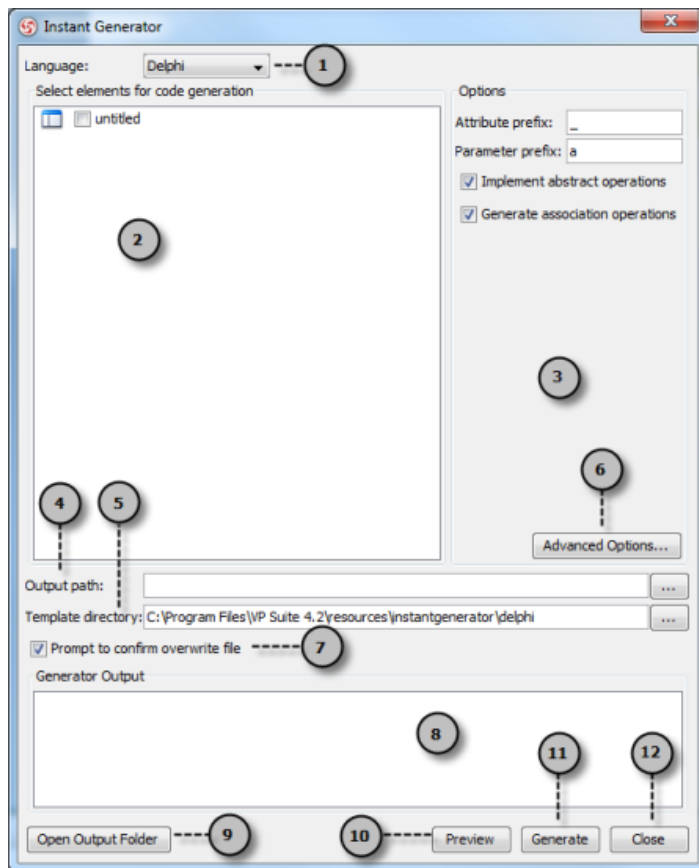 Instant Generator
Language: Delphi 1
Select elements for code generation
Options
untitled
Attribute prefix: _
Parameter prefix: a
Implement abstract operations
Generate association operations
2
3
6
4
5
Advanced Options...
Output path: ...
Template directory: C:\Program Files\VP Suite 4.2\resources\instantgenerator\delphi ...
Prompt to confirm overwrite file 7
Generator Output
8
11
12
Open Output Folder 9 10 Preview Generate Close